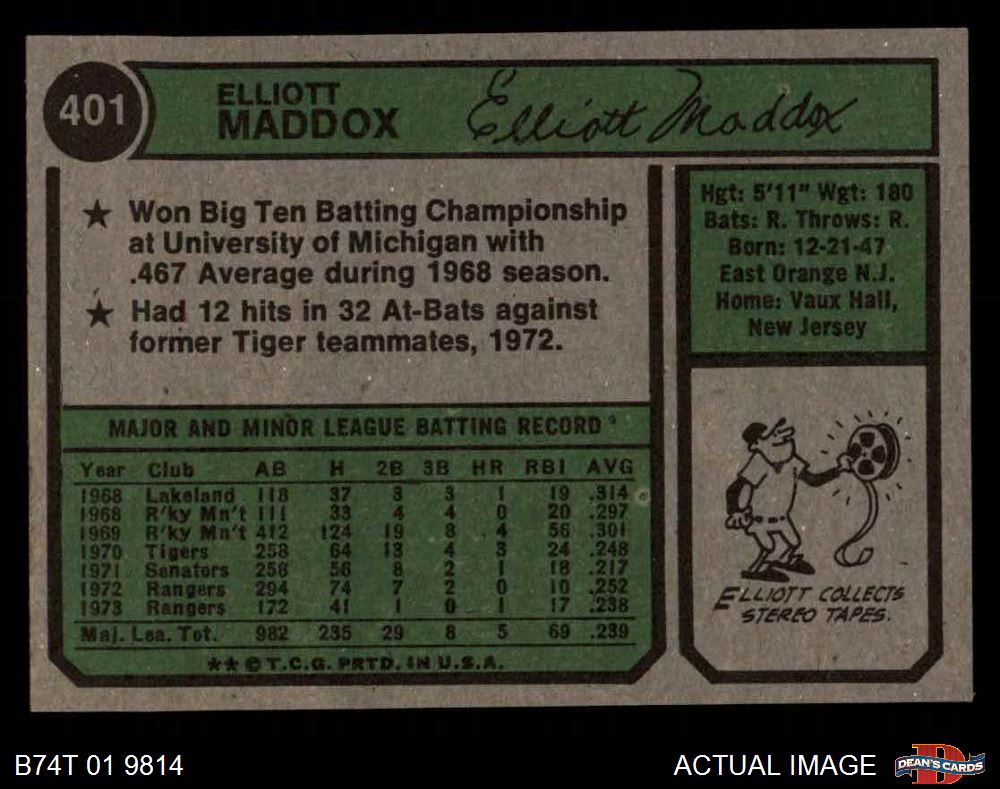 401
ELLIOTT
MADDOX
Elliott Maddox
★ Won Big Ten Batting Championship
at University of Michigan with
.467 Average during 1968 season.
★ Had 12 hits in 32 At-Bats against
former Tiger teammates, 1972.
Hgt: 5'11" Wgt: 180
Bats: R. Throws: R.
Born: 12-21-47
East Orange N.J.
Home: Vaux Hall,
New Jersey
MAJOR AND MINOR LEAGUE BATTING RECORD
Year Club AB H 2B 3B HR RBI AVG
1968 Lakeland 118 37 3 3 1 19 .314
1968 R'ky Mn't 111 33 4 4 0 20 .297
1969 R'ky Mn't 412 124 19 8 4 56 .301
1970 Tigers 258 64 13 4 3 24 .248
1971 Senators 258 56 8 2 1 18 .217
1972 Rangers 294 74 7 2 0 10 .252
1973 Rangers 172 41 1 0 1 17 .238
Maj. Lea. Tot. 982 235 29 8 5 69 .239
★★ © T.C.G. PRTD. IN U.S.A.
ELLIOTT COLLECTS
STEREO TAPES.
B74T 01 9814
ACTUAL IMAGE
D
DEAN'S CARDS